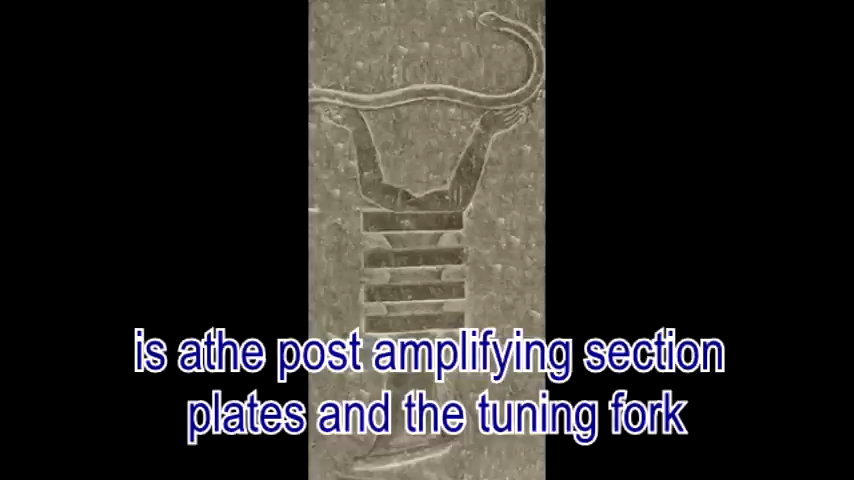 is athe post amplifying section
plates and the tuning fork